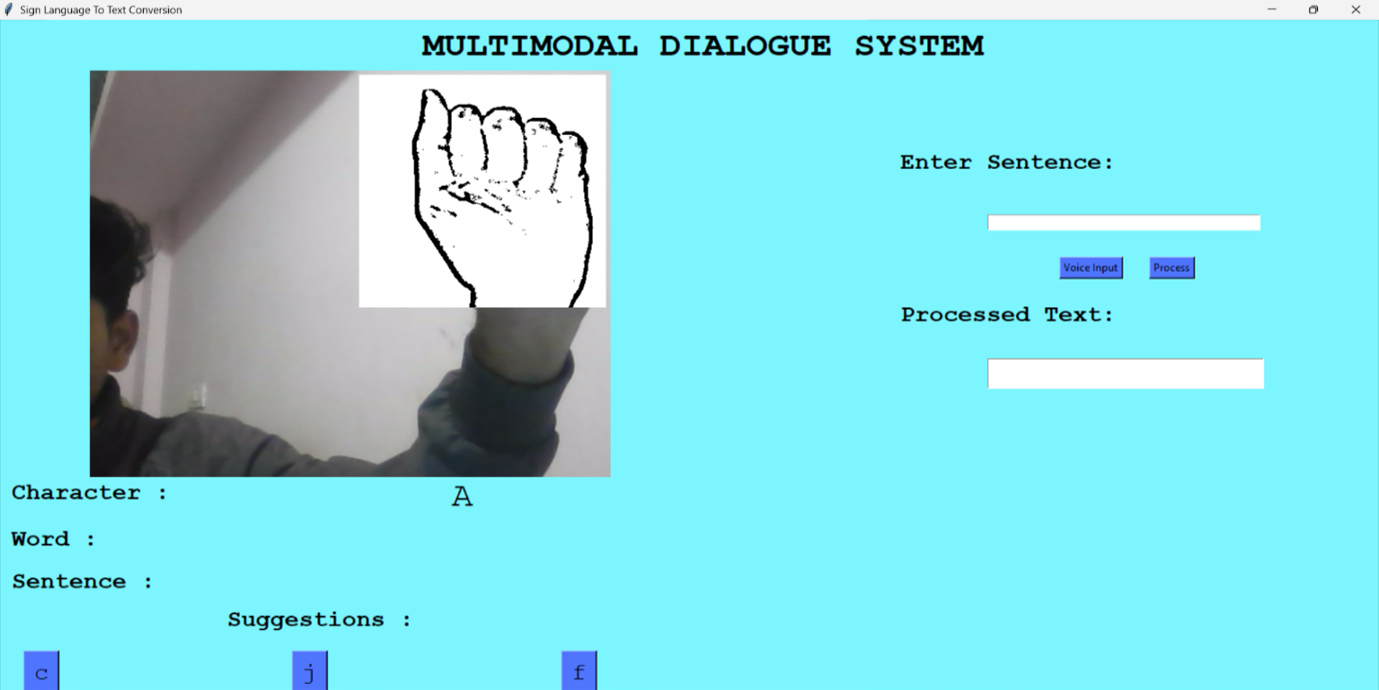 Sign Language To Text Conversion
MULTIMODAL DIALOGUE SYSTEM
Enter Sentence:
Voice Input Process
Processed Text:
Character : A
Word :
Sentence :
Suggestions :
c j f